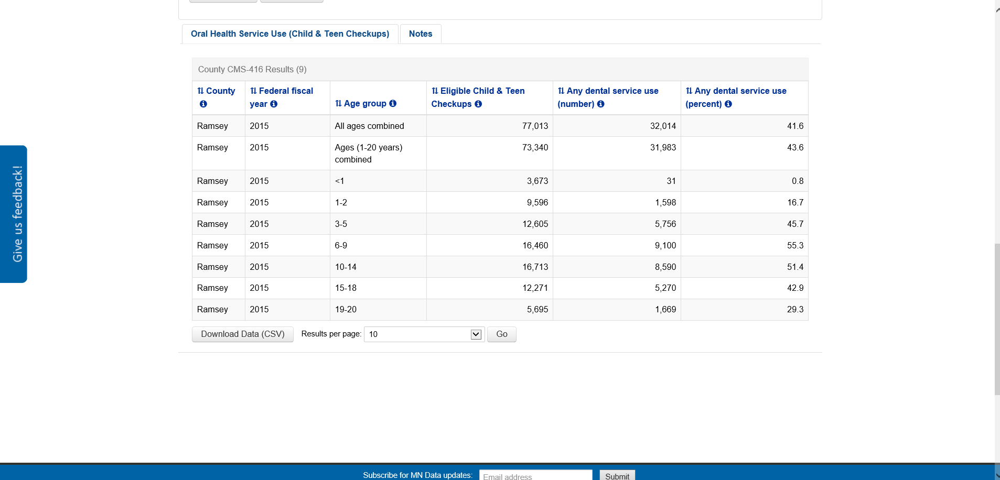 Oral Health Service Use (Child & Teen Checkups) Notes
County CMS-416 Results (9)
County Federal fiscal year Age group Eligible Child & Teen Checkups Any dental service use (number) Any dental service use (percent)
Ramsey 2015 All ages combined 77,013 32,014 41.6
Ramsey 2015 Ages (1-20 years) combined 73,340 31,983 43.6
Ramsey 2015 <1 3,673 31 0.8
Ramsey 2015 1-2 9,596 1,598 16.7
Ramsey 2015 3-5 12,605 5,756 45.7
Ramsey 2015 6-9 16,460 9,100 55.3
Ramsey 2015 10-14 16,713 8,590 51.4
Ramsey 2015 15-18 12,271 5,270 42.9
Ramsey 2015 19-20 5,695 1,669 29.3
Download Data (CSV) Results per page: 10 Go
Give us feedback!
Subscribe for MN Data updates: Email address Submit